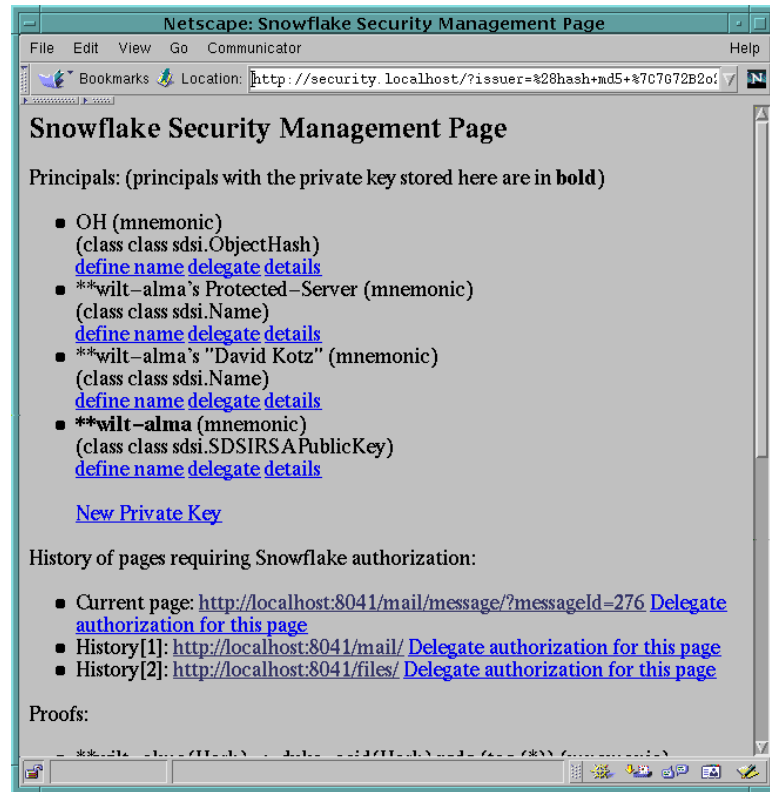 Netscape: Snowflake Security Management Page
File Edit View Go Communicator Help
Bookmarks Location: http://security.localhost/?issuer=%28hash+md5+%7C7G72B2o
N
Snowflake Security Management Page
Principals: (principals with the private key stored here are in bold)
OH (mnemonic)
(class class sdsi.ObjectHash)
define name delegate details
**wilt–alma's Protected–Server (mnemonic)
(class class sdsi.Name)
define name delegate details
**wilt–alma's "David Kotz" (mnemonic)
(class class sdsi.Name)
define name delegate details
**wilt–alma (mnemonic)
(class class sdsi.SDSIRSAPublicKey)
define name delegate details
New Private Key
History of pages requiring Snowflake authorization:
Current page: http://localhost:8041/mail/message/?messageId=276 Delegate
authorization for this page
History[1]: http://localhost:8041/mail/ Delegate authorization for this page
History[2]: http://localhost:8041/files/ Delegate authorization for this page
Proofs: